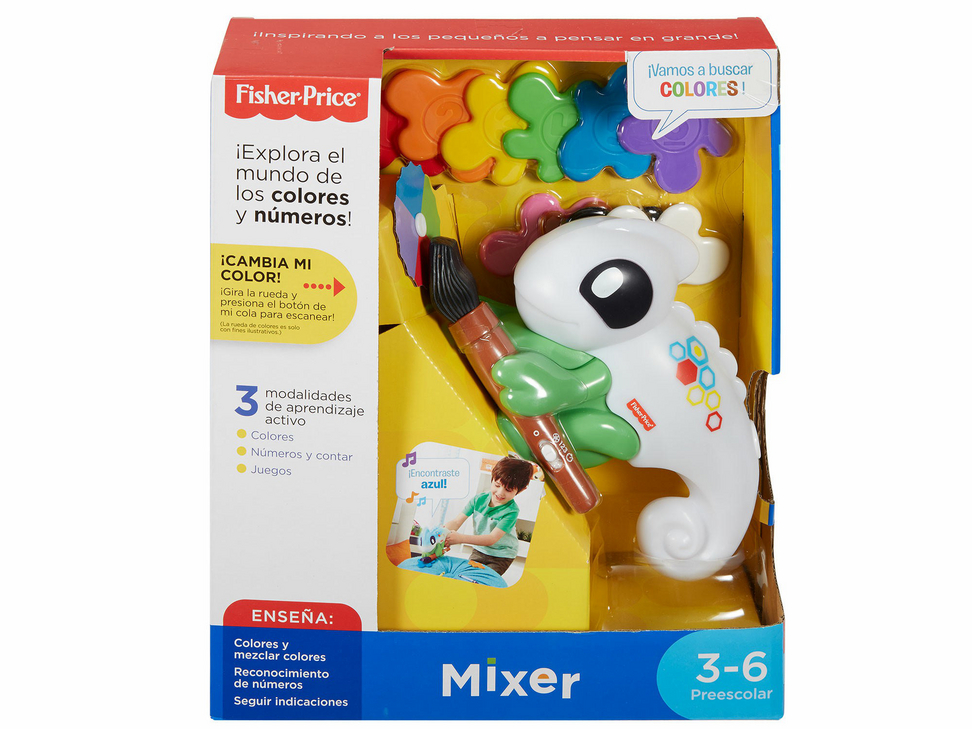 ¡Inspirando a los pequeños a pensar en grande!
Fisher-Price®
¡Vamos a buscar
COLORES!
¡Explora el
mundo de
los colores
y números!
¡CAMBIA MI
COLOR!
¡Gira la rueda y
presiona el botón de
mi cola para escanear!
(La rueda de colores es solo
con fines ilustrativos.)
3 modalidades
de aprendizaje
activo
Colores
Números y contar
Juegos
Fisher-Price
123
¡Encontraste
azul!
ENSEÑA:
Colores y
mezclar colores
Reconocimiento
de números
Seguir indicaciones
Mixer
3-6
Preescolar